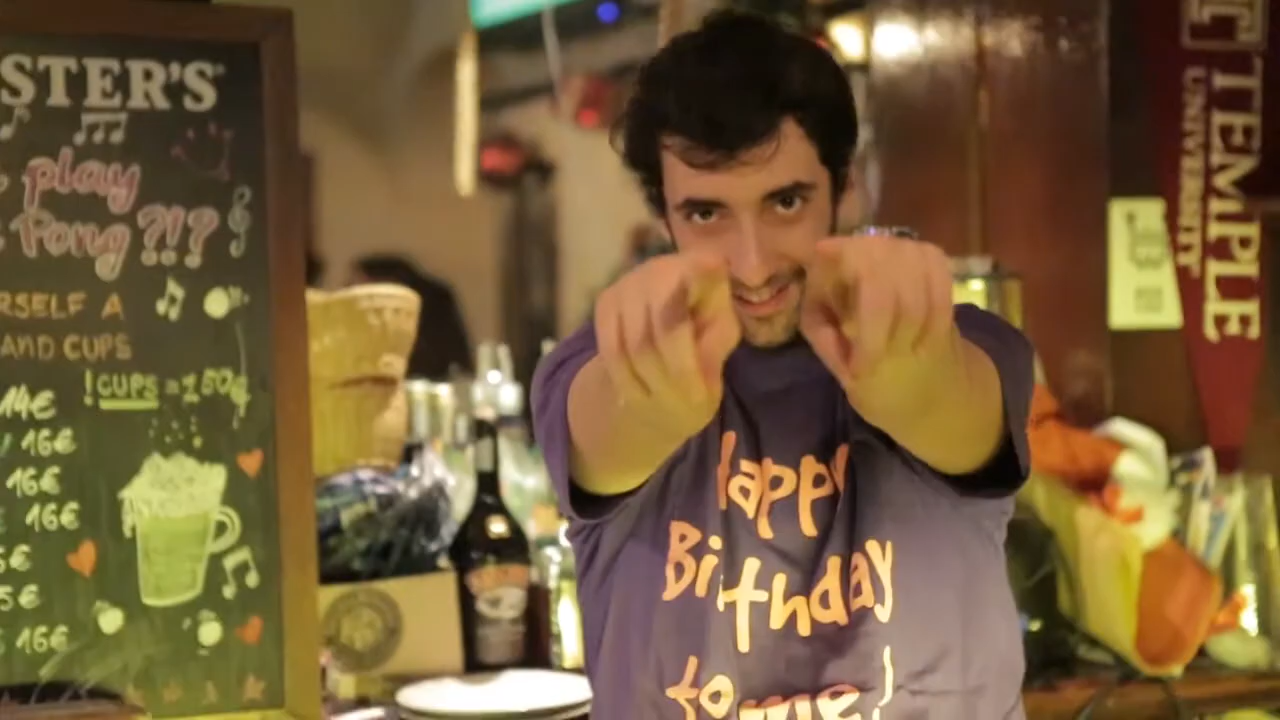 STER'S
play
Pong ?!?
RSELF A
AND CUPS
!CUPS = 1.50€
14€
16€
16€
16€
5€
5€
16€
Happy
Birthday
to me!
TEMPLE
UNIVERSITY